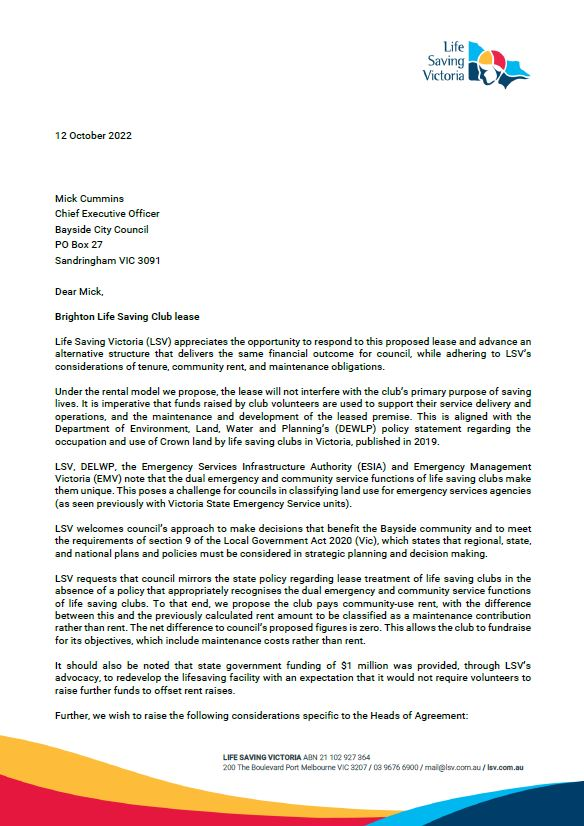 Life
Saving
Victoria
12 October 2022
Mick Cummins
Chief Executive Officer
Bayside City Council
PO Box 27
Sandringham VIC 3091
Dear Mick,
Brighton Life Saving Club lease
Life Saving Victoria (LSV) appreciates the opportunity to respond to this proposed lease and advance an
alternative structure that delivers the same financial outcome for council, while adhering to LSV's
considerations of tenure, community rent, and maintenance obligations.
Under the rental model we propose, the lease will not interfere with the club's primary purpose of saving
lives. It is imperative that funds raised by club volunteers are used to support their service delivery and
operations, and the maintenance and development of the leased premise. This is aligned with the
Department of Environment, Land, Water and Planning's (DEWLP) policy statement regarding the
occupation and use of Crown land by life saving clubs in Victoria, published in 2019.
LSV, DELWP, the Emergency Services Infrastructure Authority (ESIA) and Emergency Management
Victoria (EMV) note that the dual emergency and community service functions of life saving clubs make
them unique. This poses a challenge for councils in classifying land use for emergency services agencies
(as seen previously with Victoria State Emergency Service units).
LSV welcomes council's approach to make decisions that benefit the Bayside community and to meet
the requirements of section 9 of the Local Government Act 2020 (Vic), which states that regional, state,
and national plans and policies must be considered in strategic planning and decision making.
LSV requests that council mirrors the state policy regarding lease treatment of life saving clubs in the
absence of a policy that appropriately recognises the dual emergency and community service functions
of life saving clubs. To that end, we propose the club pays community-use rent, with the difference
between this and the previously calculated rent amount to be classified as a maintenance contribution
rather than rent. The net difference to council's proposed figures is zero. This allows the club to fundraise
for its objectives, which include maintenance costs rather than rent.
It should also be noted that state government funding of $1 million was provided, through LSV's
advocacy, to redevelop the lifesaving facility with an expectation that it would not require volunteers to
raise further funds to offset rent raises.
Further, we wish to raise the following considerations specific to the Heads of Agreement:
LIFE SAVING VICTORIA ABN 21 102 927 364
200 The Boulevard Port Melbourne VIC 3207 / 03 9676 6900 / mail@lsv.com.au / lsv.com.au